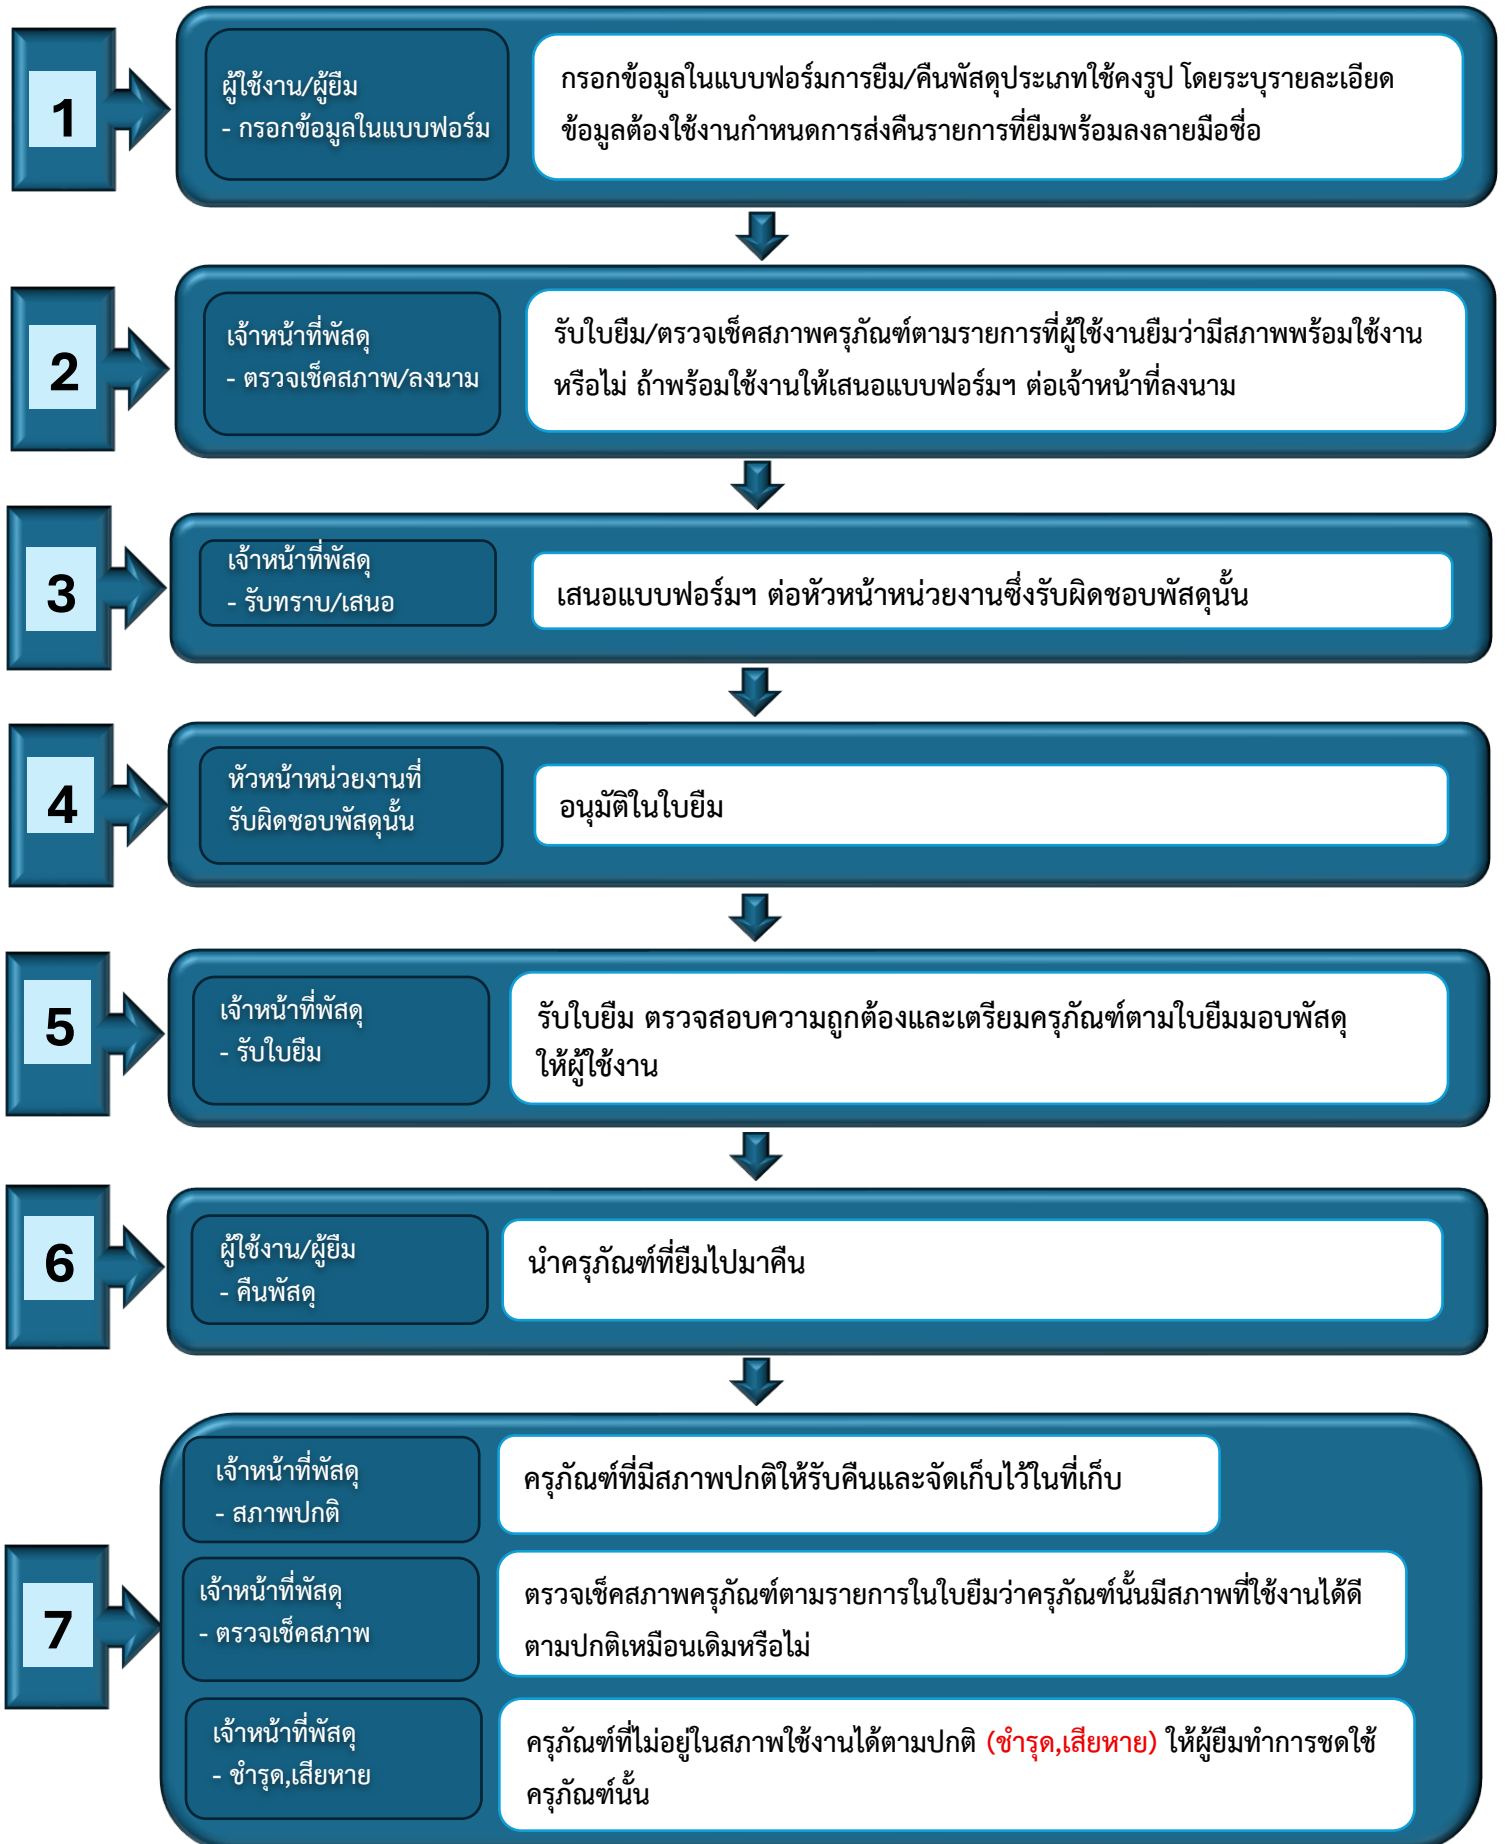 1
ผู้ใช้งาน/ผู้ยืม
- กรอกข้อมูลในแบบฟอร์ม
กรอกข้อมูลในแบบฟอร์มการยืม/คืนพัสดุประเภทใช้คงรูป โดยระบุรายละเอียด
ข้อมูลต้องใช้งานกำหนดการส่งคืนรายการที่ยืมพร้อมลงลายมือชื่อ
2
เจ้าหน้าที่พัสดุ
- ตรวจเช็คสภาพ/ลงนาม
รับใบยืม/ตรวจเช็คสภาพครุภัณฑ์ตามรายการที่ผู้ใช้งานยืมว่ามีสภาพพร้อมใช้งาน
หรือไม่ ถ้าพร้อมใช้งานให้เสนอแบบฟอร์มฯ ต่อเจ้าหน้าที่ลงนาม
3
เจ้าหน้าที่พัสดุ
- รับทราบ/เสนอ
เสนอแบบฟอร์มฯ ต่อหัวหน้าหน่วยงานซึ่งรับผิดชอบพัสดุนั้น
4
หัวหน้าหน่วยงานที่
รับผิดชอบพัสดุนั้น
อนุมัติในใบยืม
5
เจ้าหน้าที่พัสดุ
- รับใบยืม
รับใบยืม ตรวจสอบความถูกต้องและเตรียมครุภัณฑ์ตามใบยืมมอบพัสดุ
ให้ผู้ใช้งาน
6
ผู้ใช้งาน/ผู้ยืม
- คืนพัสดุ
นำครุภัณฑ์ที่ยืมไปมาคืน
7
เจ้าหน้าที่พัสดุ
- สภาพปกติ
ครุภัณฑ์ที่มีสภาพปกติให้รับคืนและจัดเก็บไว้ในที่เก็บ
เจ้าหน้าที่พัสดุ
- ตรวจเช็คสภาพ
ตรวจเช็คสภาพครุภัณฑ์ตามรายการในใบยืมว่าครุภัณฑ์นั้นมีสภาพที่ใช้งานได้ดี
ตามปกติเหมือนเดิมหรือไม่
เจ้าหน้าที่พัสดุ
- ชำรุด,เสียหาย
ครุภัณฑ์ที่ไม่อยู่ในสภาพใช้งานได้ตามปกติ (ชำรุด,เสียหาย) ให้ผู้ยืมทำการชดใช้
ครุภัณฑ์นั้น